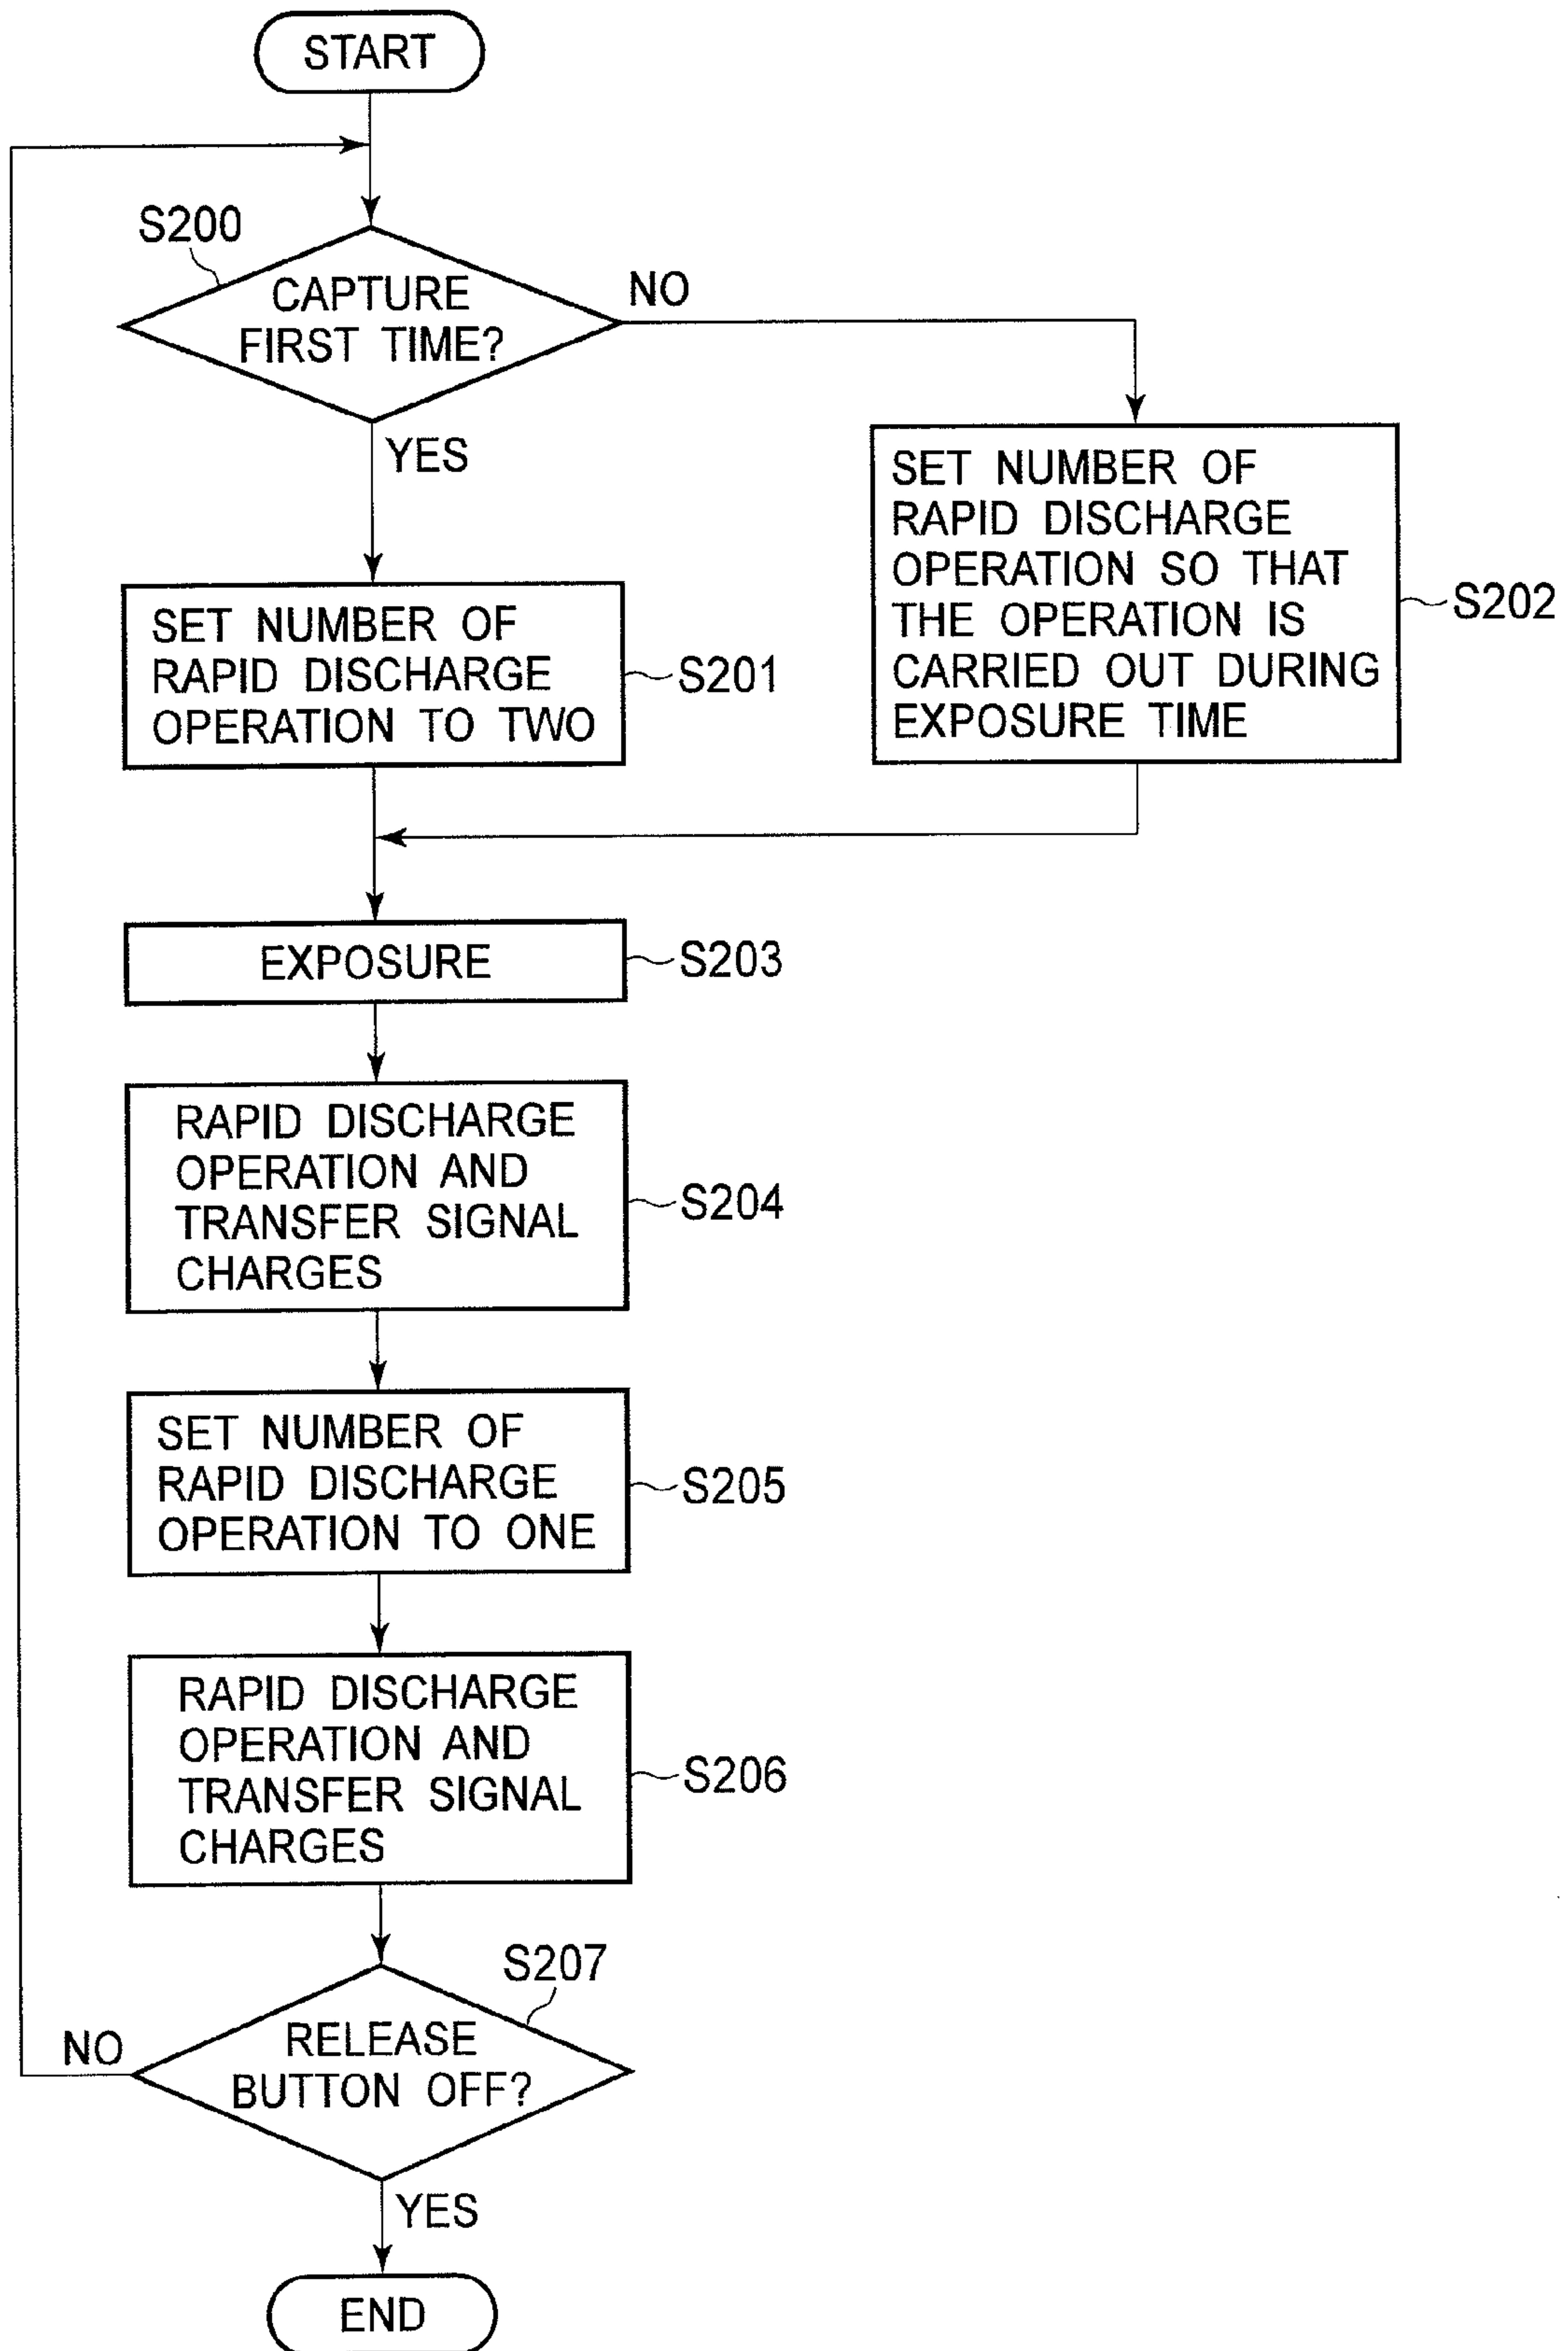 START
S200
CAPTURE
FIRST TIME?
NO
YES
SET NUMBER OF
RAPID DISCHARGE
OPERATION TO TWO
S201
SET NUMBER OF
RAPID DISCHARGE
OPERATION SO THAT
THE OPERATION IS
CARRIED OUT DURING
EXPOSURE TIME
S202
EXPOSURE
S203
RAPID DISCHARGE
OPERATION AND
TRANSFER SIGNAL
CHARGES
S204
SET NUMBER OF
RAPID DISCHARGE
OPERATION TO ONE
S205
RAPID DISCHARGE
OPERATION AND
TRANSFER SIGNAL
CHARGES
S206
S207
RELEASE
BUTTON OFF?
NO
YES
END